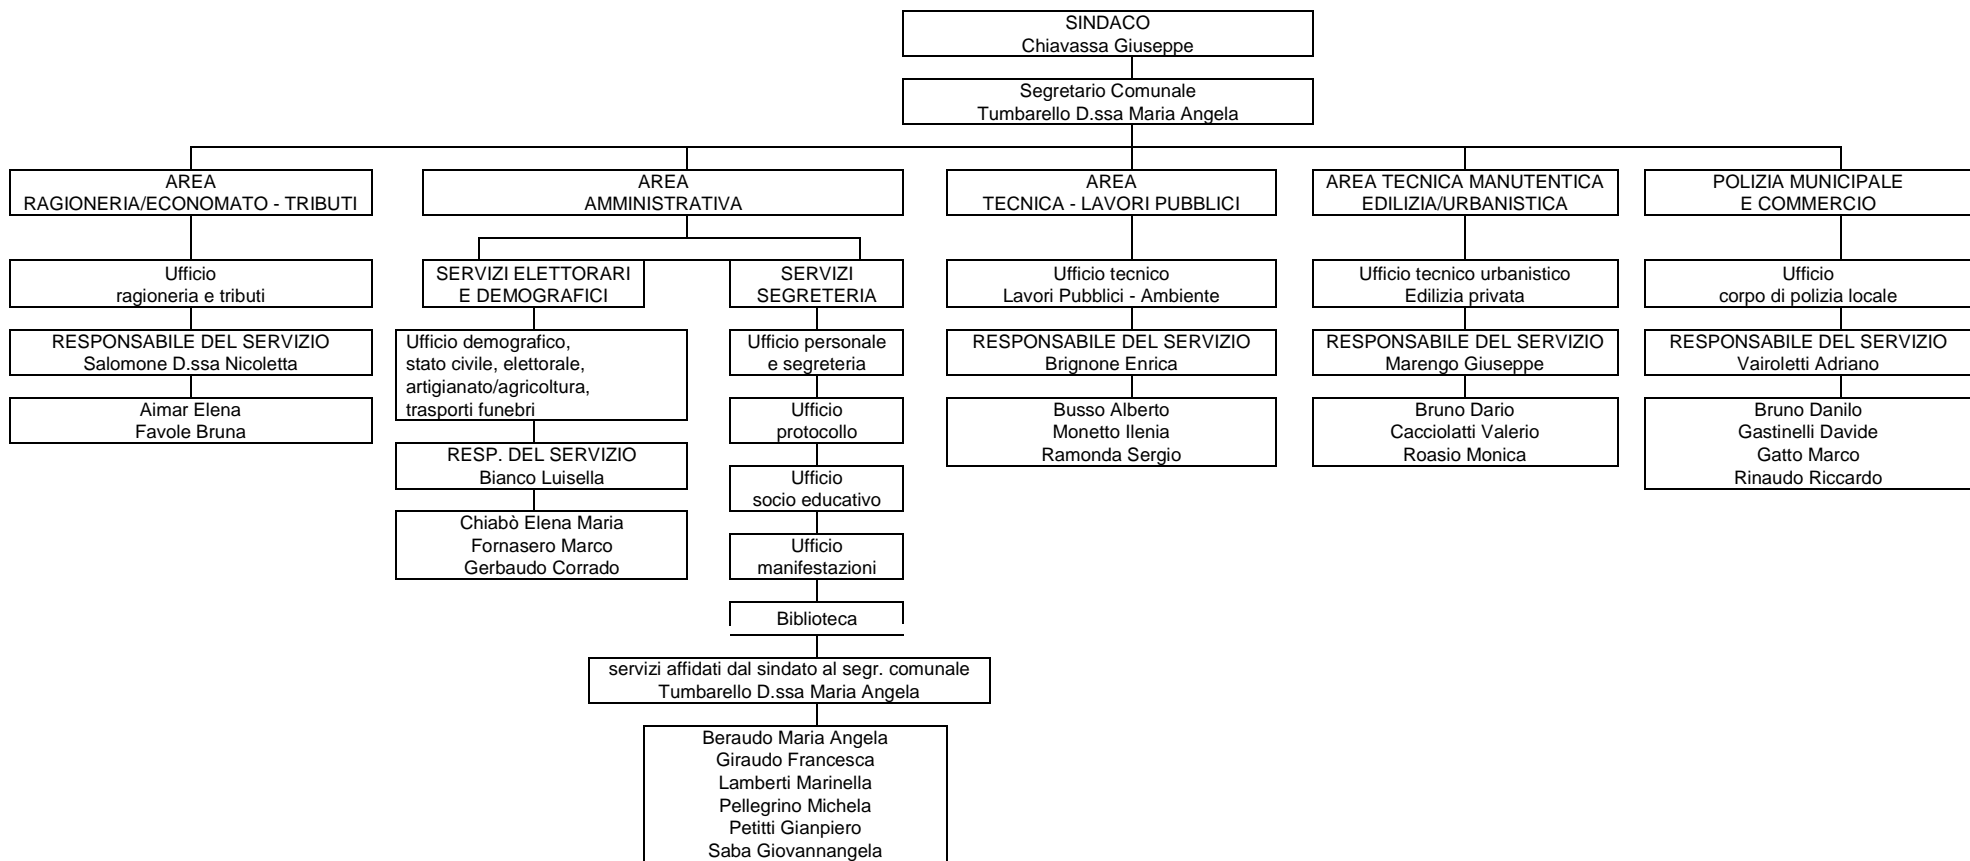 SINDACO
Chiavassa Giuseppe
Segretario Comunale
Tumbarello D.ssa Maria Angela
AREA
RAGIONERIA/ECONOMATO - TRIBUTI
AREA
AMMINISTRATIVA
AREA
TECNICA - LAVORI PUBBLICI
AREA TECNICA MANUTENTICA
EDILIZIA/URBANISTICA
POLIZIA MUNICIPALE
E COMMERCIO
Ufficio
ragioneria e tributi
SERVIZI ELETTORARI
E DEMOGRAFICI
SERVIZI
SEGRETERIA
Ufficio tecnico
Lavori Pubblici - Ambiente
Ufficio tecnico urbanistico
Edilizia privata
Ufficio
corpo di polizia locale
RESPONSABILE DEL SERVIZIO
Salomone D.ssa Nicoletta
Ufficio demografico,
stato civile, elettorale,
artigianato/agricoltura,
trasporti funebri
Ufficio personale
e segreteria
RESPONSABILE DEL SERVIZIO
Brignone Enrica
RESPONSABILE DEL SERVIZIO
Marengo Giuseppe
RESPONSABILE DEL SERVIZIO
Vairoletti Adriano
Aimar Elena
Favole Bruna
Ufficio
protocollo
Busso Alberto
Monetto Ilenia
Ramonda Sergio
Bruno Dario
Cacciolatti Valerio
Roasio Monica
Bruno Danilo
Gastinelli Davide
Gatto Marco
Rinaudo Riccardo
RESP. DEL SERVIZIO
Bianco Luisella
Ufficio
socio educativo
Chiabò Elena Maria
Fornasero Marco
Gerbaudo Corrado
Ufficio
manifestazioni
Biblioteca
servizi affidati dal sindato al segr. comunale
Tumbarello D.ssa Maria Angela
Beraudo Maria Angela
Giraudo Francesca
Lamberti Marinella
Pellegrino Michela
Petitti Gianpiero
Saba Giovannangela